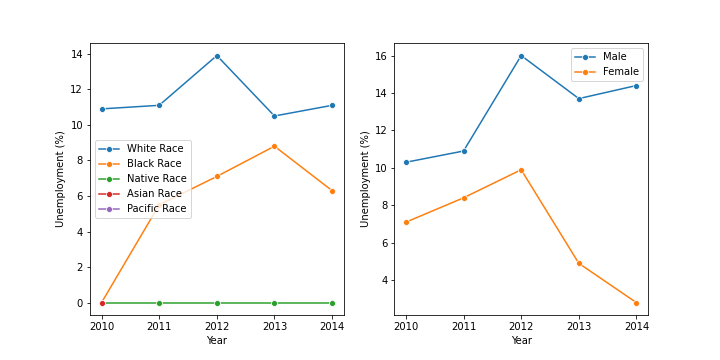 14
12
10
8
6
4
2
0
Unemployment (%)
White Race
Black Race
Native Race
Asian Race
Pacific Race
2010 2011 2012 2013 2014
Year
16
14
12
10
8
6
4
Unemployment (%)
Male
Female
2010 2011 2012 2013 2014
Year